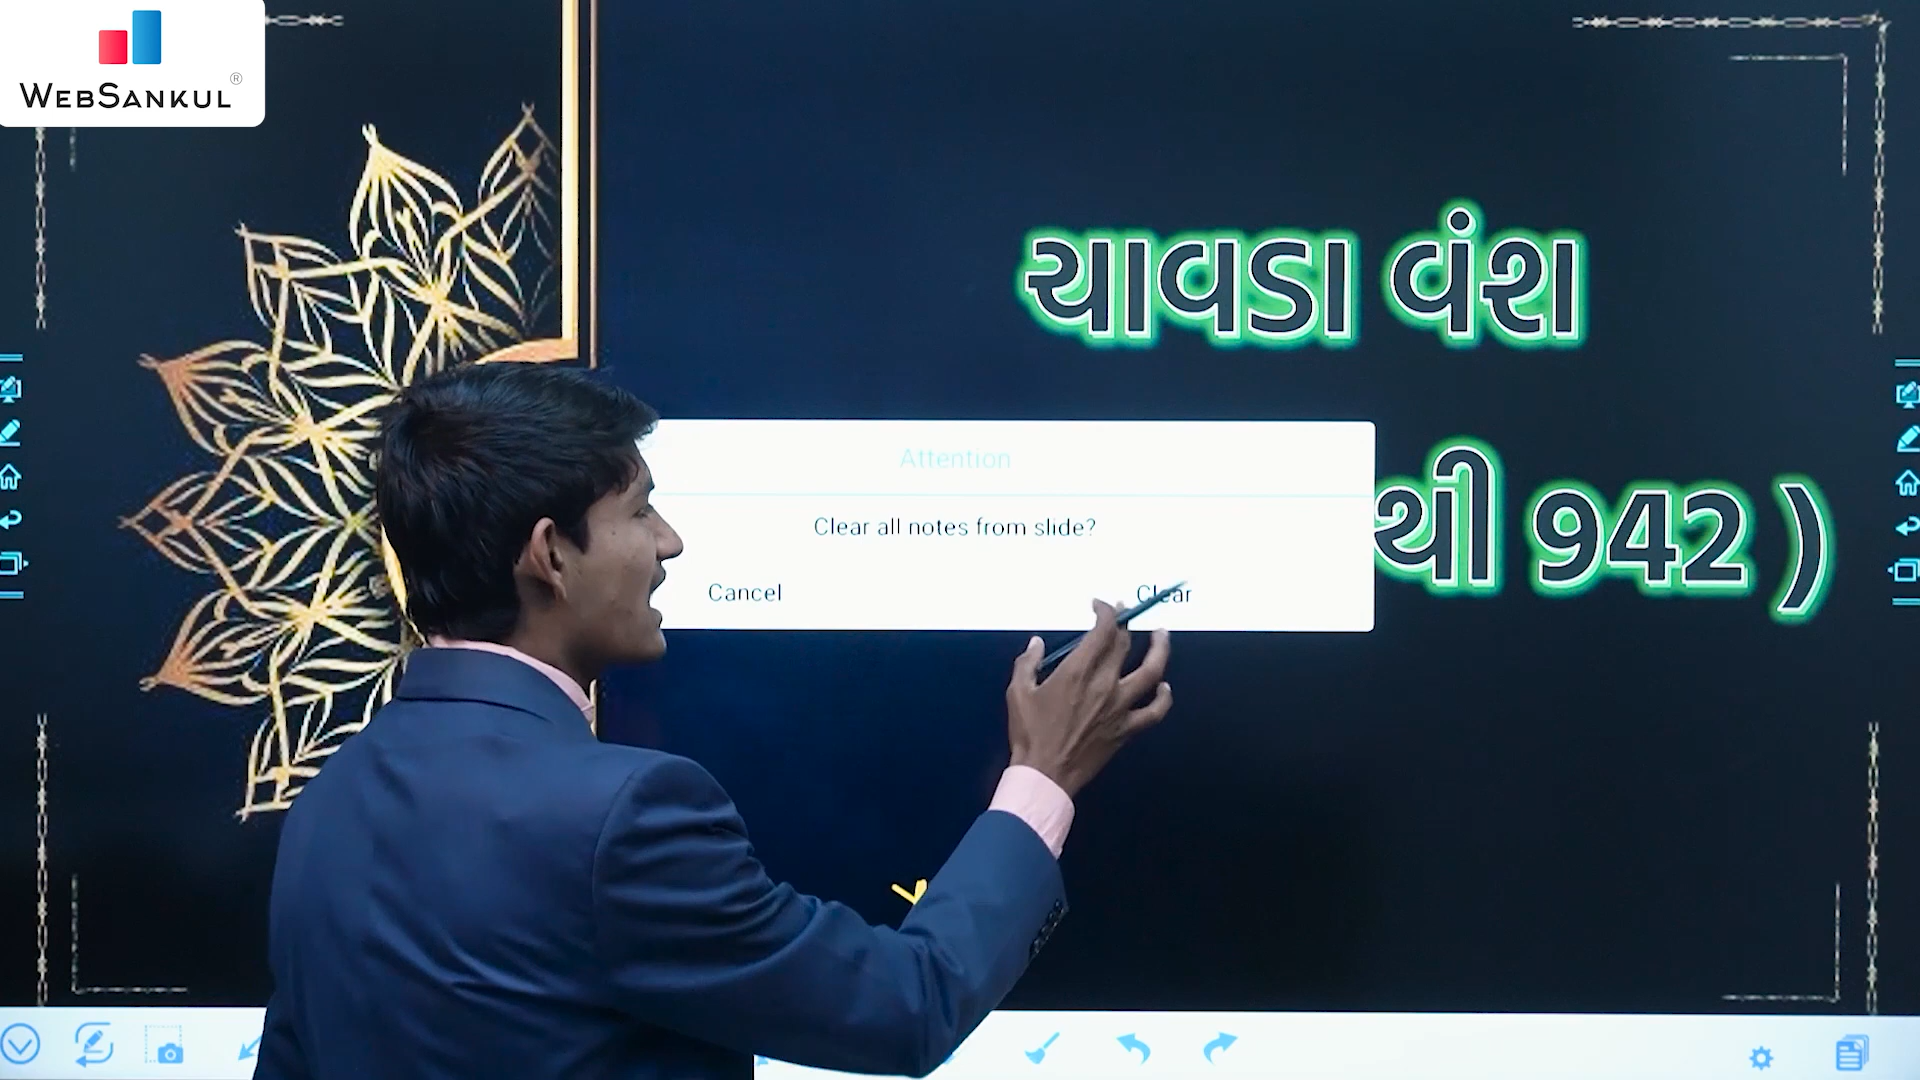 WEBSANKUL®
ચાવડા વંશ
થી 942 )
Attention
Clear all notes from slide?
Cancel
Clear